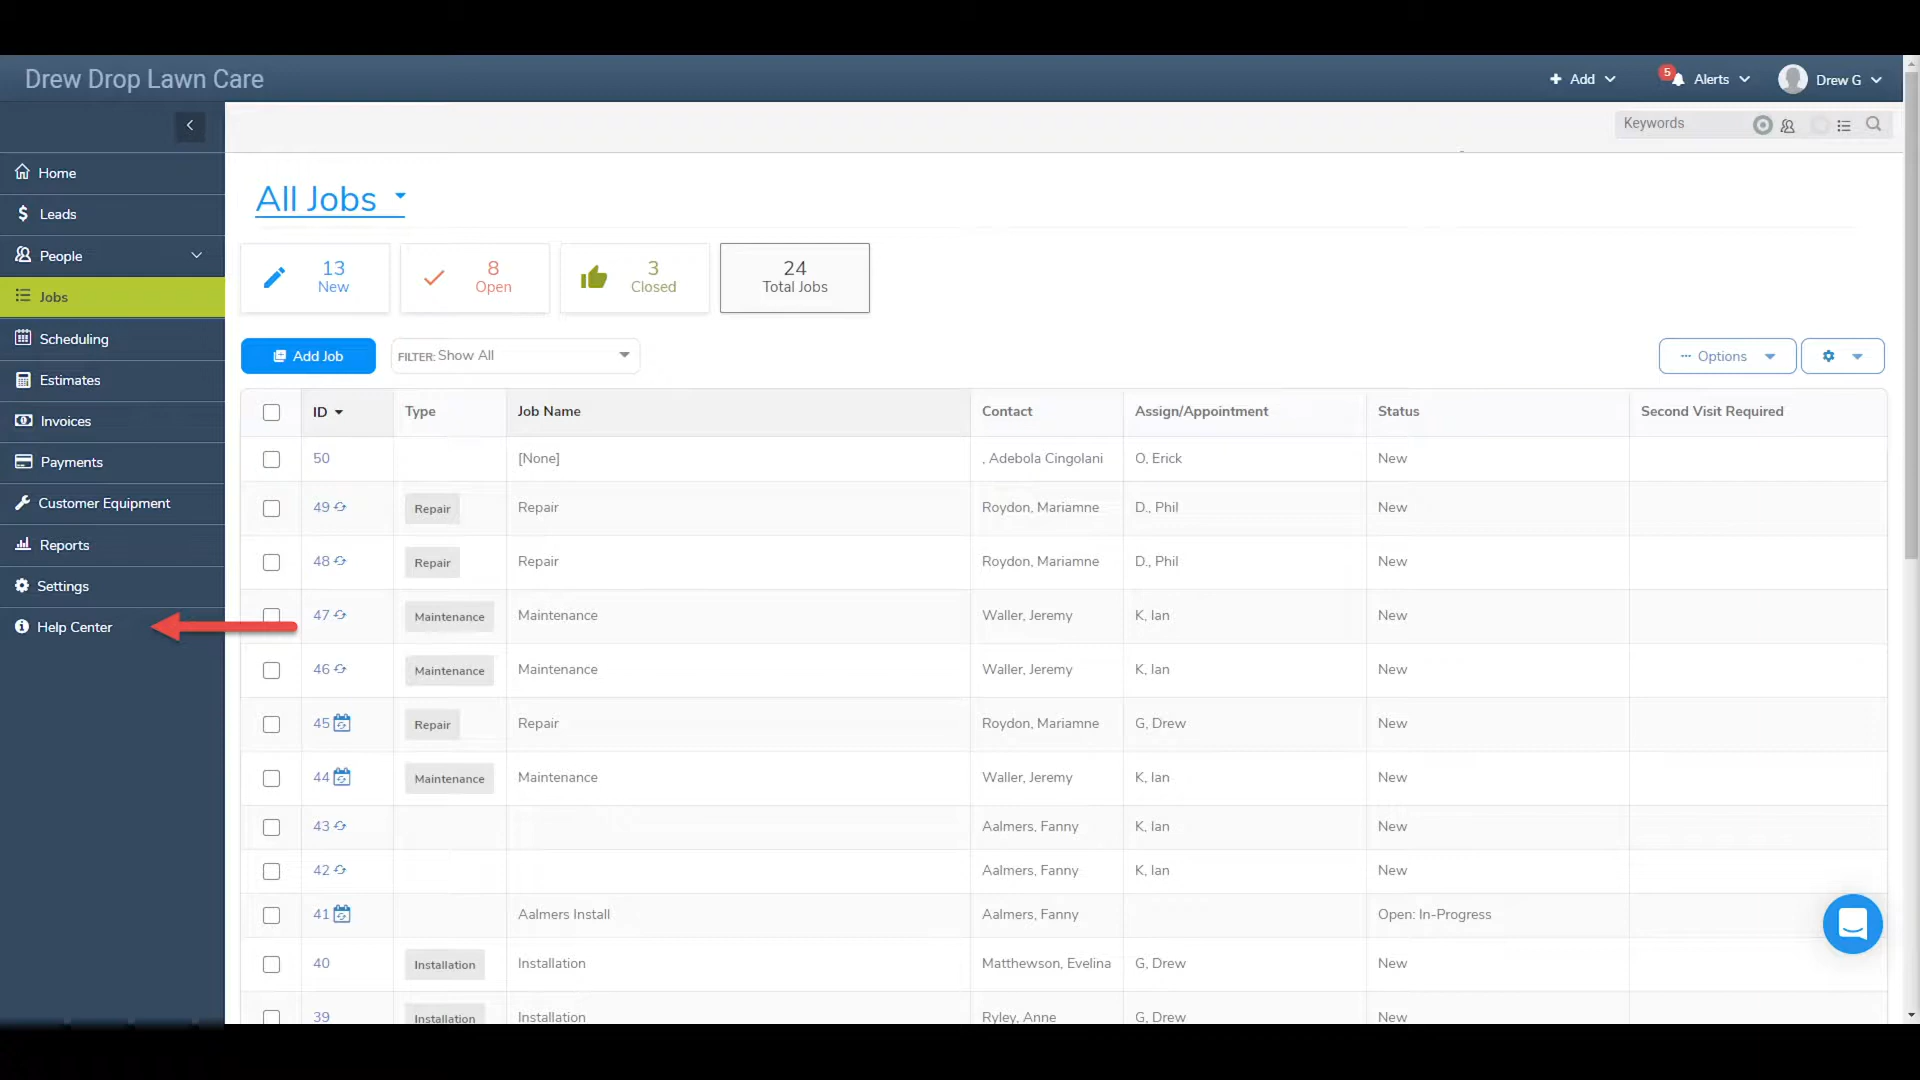 Drew Drop Lawn Care
Add
5
Alerts
Drew G
Keywords
Home
Leads
People
Jobs
Scheduling
Estimates
Invoices
Payments
Customer Equipment
Reports
Settings
Help Center
All Jobs
13 New
8 Open
3 Closed
24 Total Jobs
Add Job
FILTER: Show All
Options
ID Type Job Name Contact Assign/Appointment Status Second Visit Required
50 [None] , Adebola Cingolani O, Erick New
49 Repair Repair Roydon, Mariamne D., Phil New
48 Repair Repair Roydon, Mariamne D., Phil New
47 Maintenance Maintenance Waller, Jeremy K, Ian New
46 Maintenance Maintenance Waller, Jeremy K, Ian New
45 Repair Repair Roydon, Mariamne G, Drew New
44 Maintenance Maintenance Waller, Jeremy K, Ian New
43 Aalmers, Fanny K, Ian New
42 Aalmers, Fanny K, Ian New
41 Aalmers Install Aalmers, Fanny Open: In-Progress
40 Installation Installation Matthewson, Evelina G, Drew New
39 Installation Installation Ryley, Anne G, Drew New